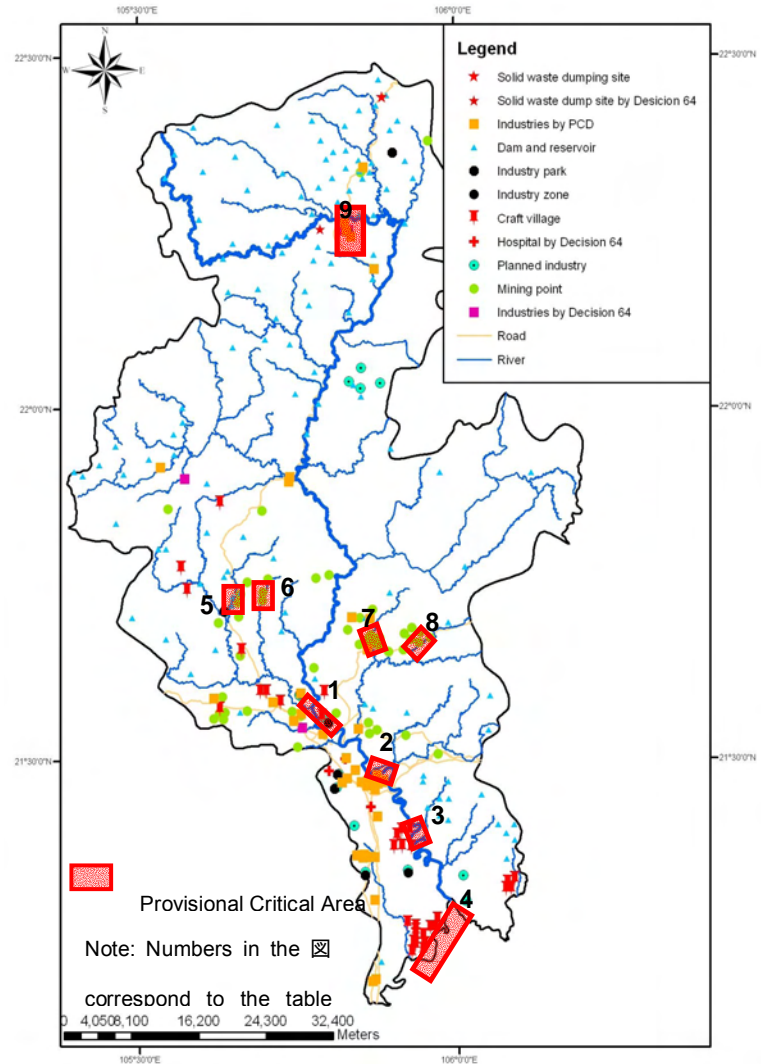 105°30'0"E
106°0'0"E
22°30'0"N
22°30'0"N
N
W
E
S
Legend
Solid waste dumping site
Solid waste dump site by Desicion 64
Industries by PCD
Dam and reservoir
Industry park
Industry zone
Craft village
Hospital by Decision 64
Planned industry
Mining point
Industries by Decision 64
Road
River
9
22°0'0"N
22°0'0"N
5
6
7
8
1
2
21°30'0"N
21°30'0"N
3
4
Provisional Critical Area
Note: Numbers in the 図
correspond to the table
0 4,0508,100 16,200 24,300 32,400
Meters
105°30'0"E
106°0'0"E